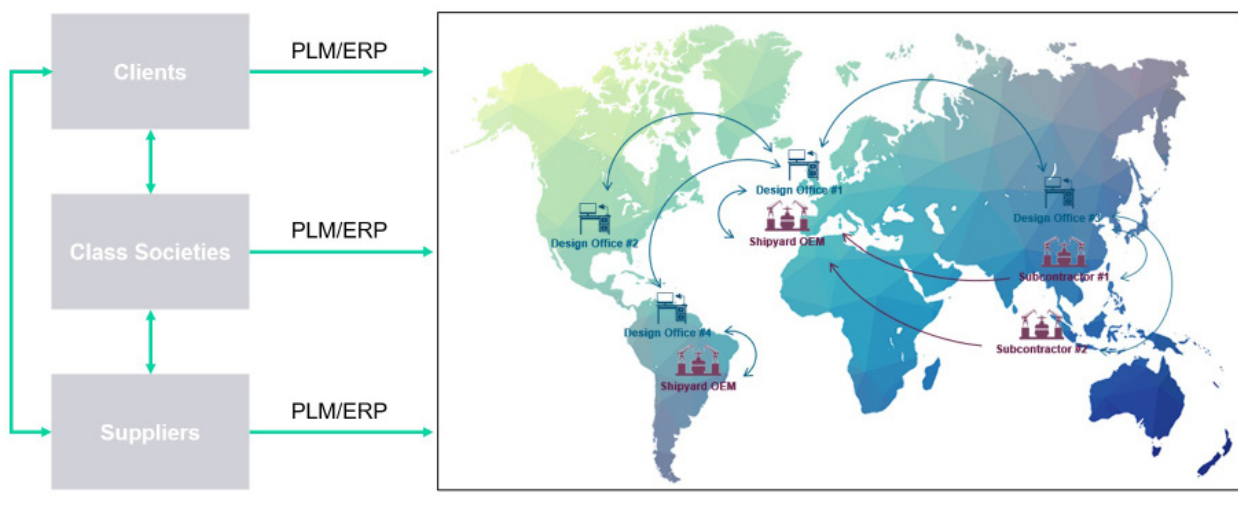 Clients
PLM/ERP
Class Societies
PLM/ERP
Suppliers
PLM/ERP
Design Office #1
Design Office #2
Shipyard OEM
Design Office #3
Subcontractor #1
Design Office #4
Subcontractor #2
Shipyard OEM